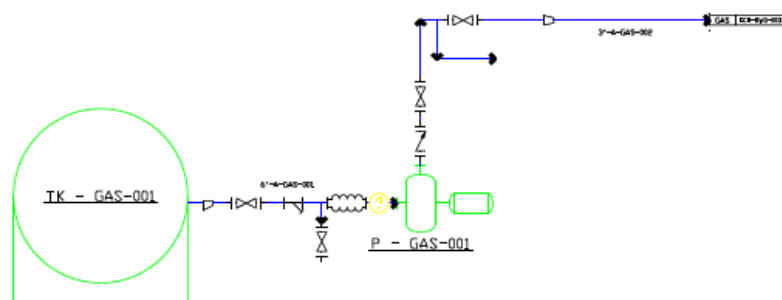 GAS
3"-A-GAS-002
TK - GAS-001
6"-A-GAS-001
?
P - GAS-001